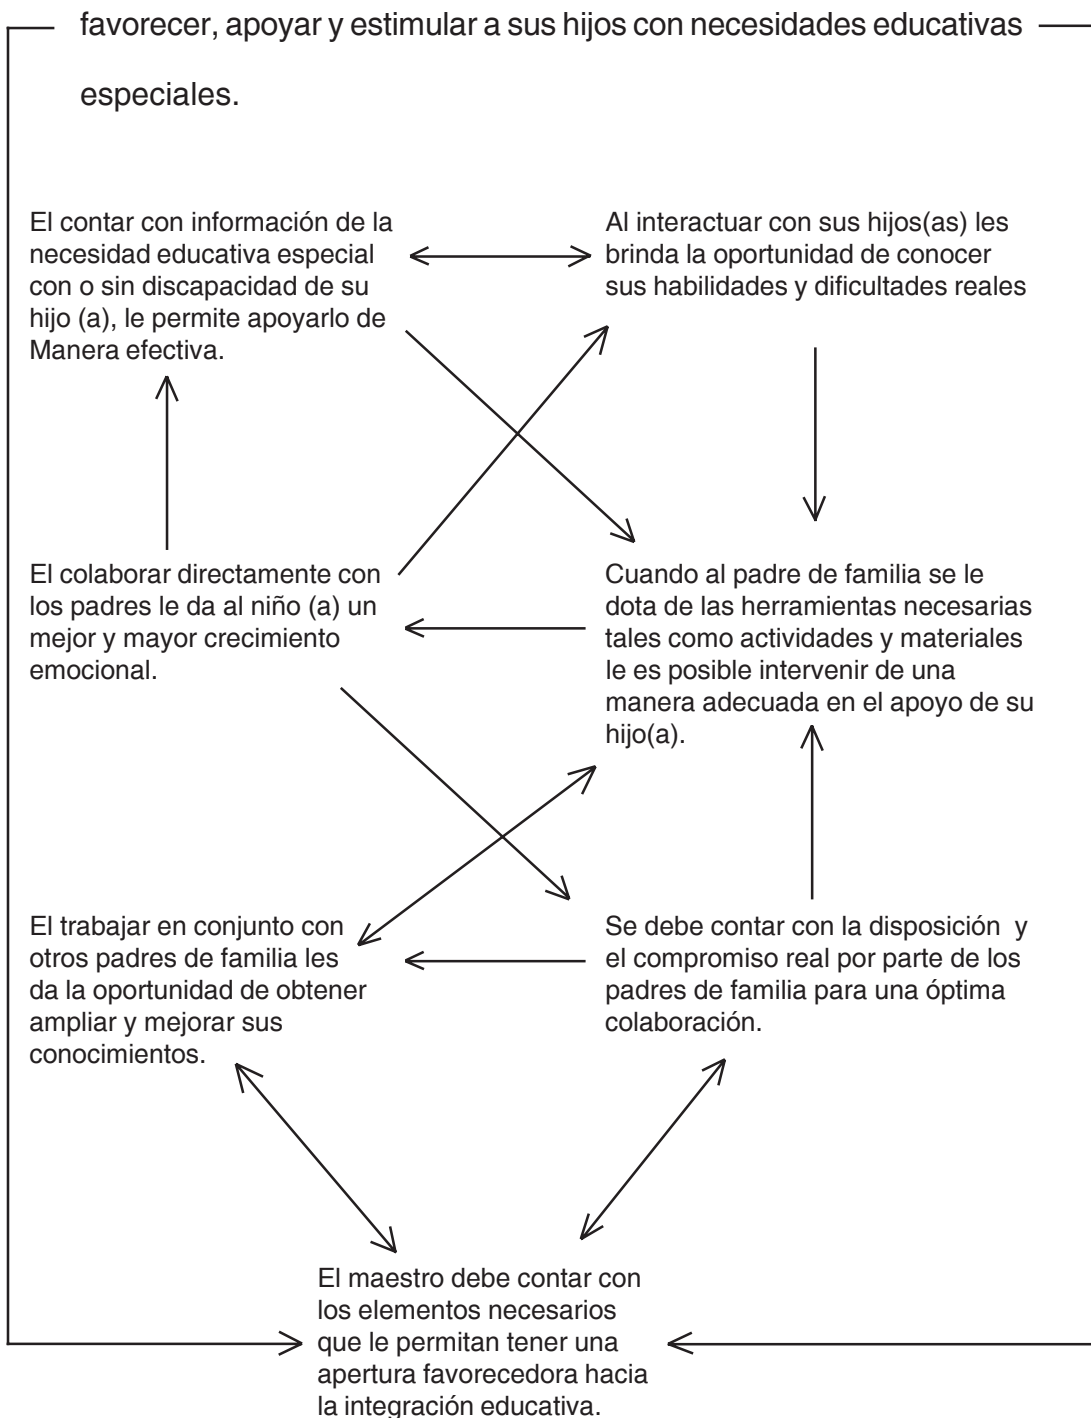 favorecer, apoyar y estimular a sus hijos con necesidades educativas
especiales.
El contar con información de la
necesidad educativa especial
con o sin discapacidad de su
hijo (a), le permite apoyarlo de
Manera efectiva.
Al interactuar con sus hijos(as) les
brinda la oportunidad de conocer
sus habilidades y dificultades reales
El colaborar directamente con
los padres le da al niño (a) un
mejor y mayor crecimiento
emocional.
Cuando al padre de familia se le
dota de las herramientas necesarias
tales como actividades y materiales
le es posible intervenir de una
manera adecuada en el apoyo de su
hijo(a).
El trabajar en conjunto con
otros padres de familia les
da la oportunidad de obtener
ampliar y mejorar sus
conocimientos.
Se debe contar con la disposición  y
el compromiso real por parte de los
padres de familia para una óptima
colaboración.
El maestro debe contar con
los elementos necesarios
que le permitan tener una
apertura favorecedora hacia
la integración educativa.